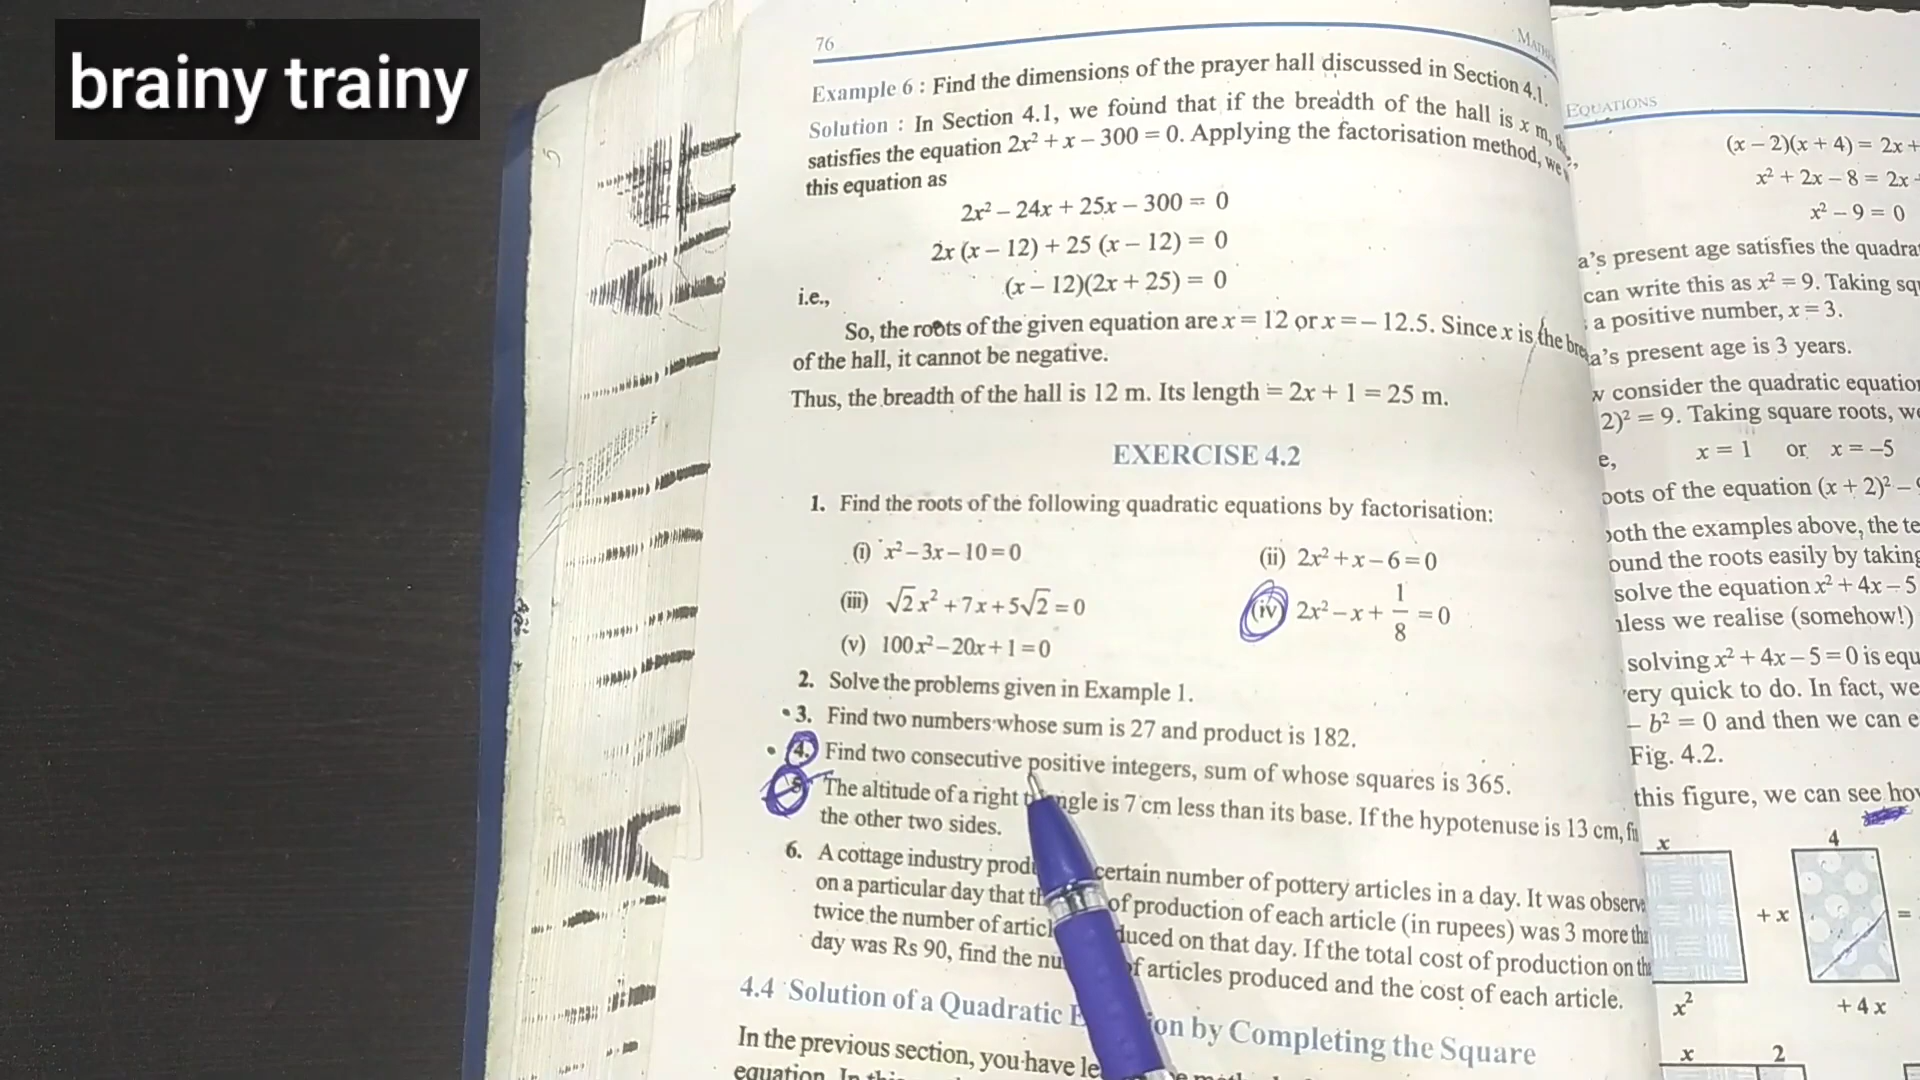 brainy trainy
76
Example 6 : Find the dimensions of the prayer hall discussed in Section 4.1.
Solution : In Section 4.1, we found that if the breadth of the hall is x m,
satisfies the equation 2x² + x – 300 = 0. Applying the factorisation method, we
this equation as
2x² – 24x + 25x – 300 = 0
2x (x – 12) + 25 (x – 12) = 0
i.e., (x – 12)(2x + 25) = 0
So, the roots of the given equation are x = 12 or x = – 12.5. Since x is the
of the hall, it cannot be negative.
Thus, the breadth of the hall is 12 m. Its length = 2x + 1 = 25 m.
EXERCISE 4.2
1. Find the roots of the following quadratic equations by factorisation:
(i) x² – 3x – 10 = 0 (ii) 2x² + x – 6 = 0
(iii) √2 x² + 7x + 5√2 = 0 (iv) 2x² – x + 1/8 = 0
(v) 100x² – 20x + 1 = 0
2. Solve the problems given in Example 1.
3. Find two numbers whose sum is 27 and product is 182.
4. Find two consecutive positive integers, sum of whose squares is 365.
5. The altitude of a right is 7 cm less than its base. If the hypotenuse is 13 cm,
the other two sides.
6. A cottage industry certain number of pottery articles in a day. It was
on a particular day that of production of each article (in rupees) was 3 more
twice the number of on that day. If the total cost of production on
day was Rs 90, find the of articles produced and the cost of each article.
4.4 Solution of a Quadratic by Completing the Square
In the previous section, you have
EQUATIONS
(x – 2)(x + 4) = 2x +
x² + 2x – 8 = 2x
x² – 9 = 0
a's present age satisfies the
can write this as x² = 9. Taking
a positive number, x = 3.
a's present age is 3 years.
consider the quadratic
2)² = 9. Taking square roots,
e, x = 1 or x = –5
of the equation (x + 2)² –
both the examples above, the
the roots easily by taking
solve the equation x² + 4x – 5
we realise (somehow!)
solving x² + 4x – 5 = 0 is
quick to do. In fact, we
– b² = 0 and then we can
Fig. 4.2.
this figure, we can see
x 4
+ x =
x² + 4x
x 2